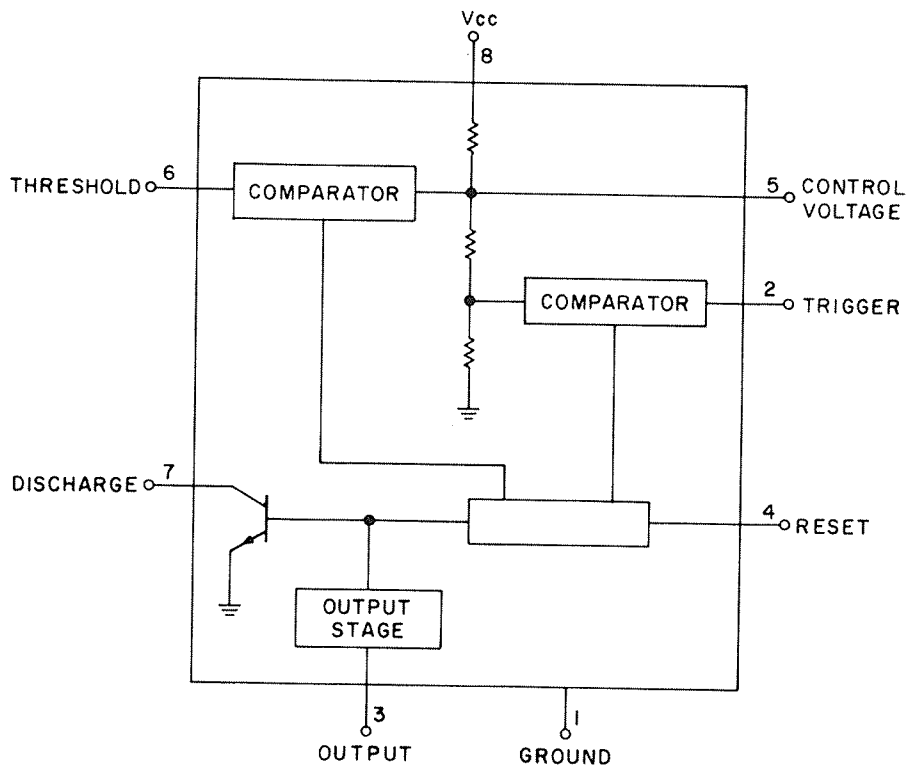 Vcc
8
THRESHOLD
6
COMPARATOR
5
CONTROL
VOLTAGE
COMPARATOR
2
TRIGGER
DISCHARGE
7
4
RESET
OUTPUT
STAGE
3
OUTPUT
1
GROUND